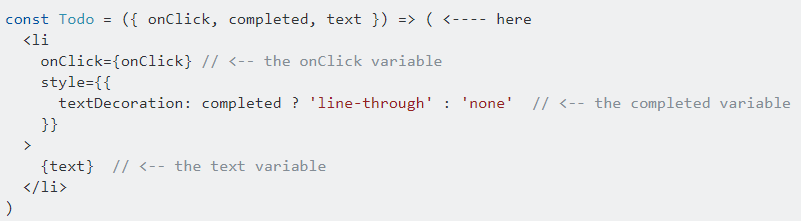 const Todo = ({ onClick, completed, text }) => ( <---- here
  <li
    onClick={onClick} // <-- the onClick variable
    style={{
      textDecoration: completed ? 'line-through' : 'none'  // <-- the completed variable
    }}
  >
    {text}  // <-- the text variable
  </li>
)